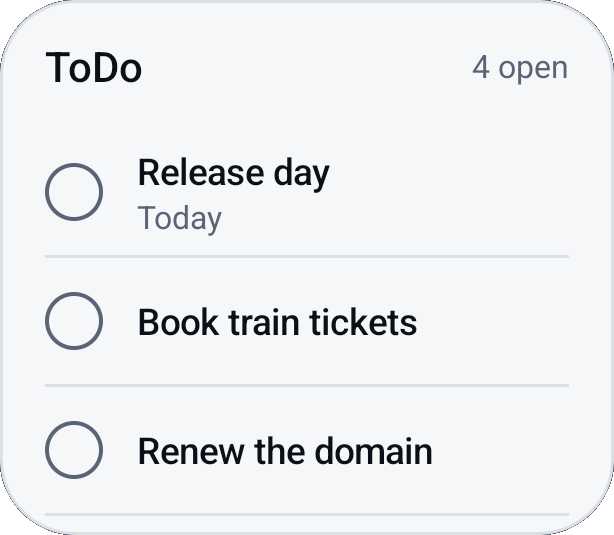 ToDo
4 open
Release day
Today
Book train tickets
Renew the domain